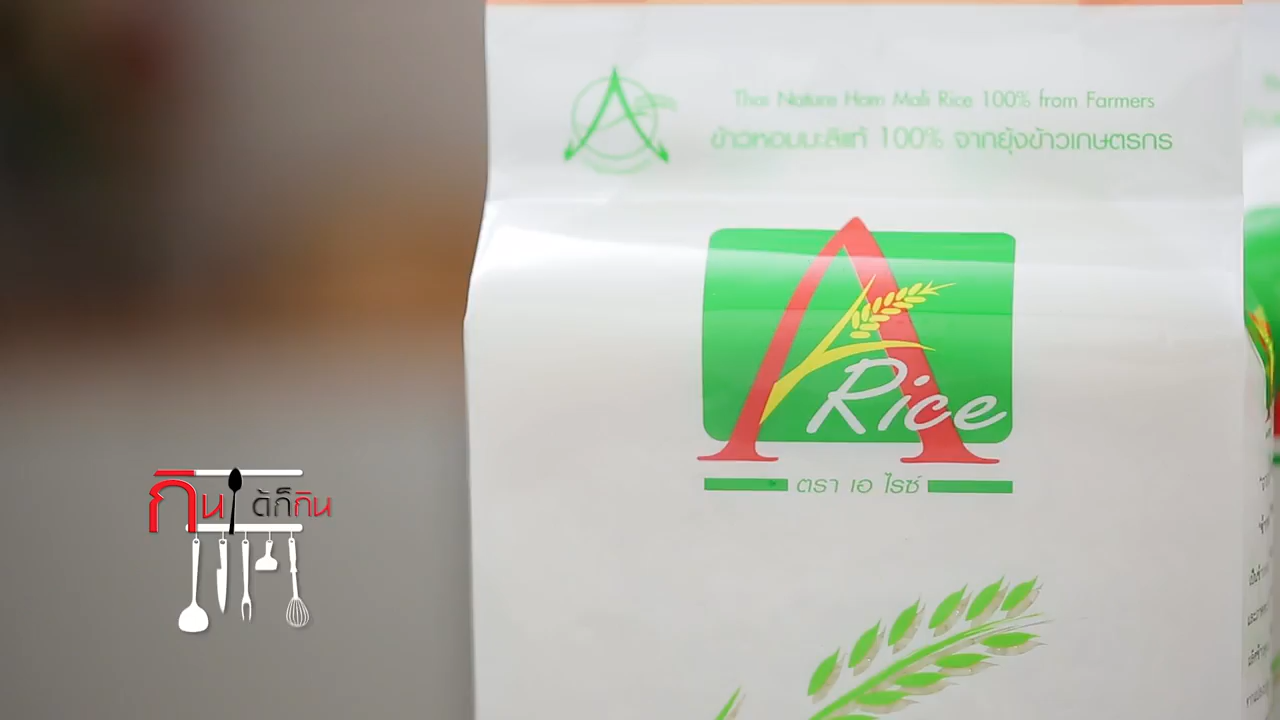 Thai Nature Hom Mali Rice 100% from Farmers
ข้าวหอมมะลิแท้ 100% จากยุ้งข้าวเกษตรกร
A
Rice
ตรา เอ ไรซ์
กินได้ก็กิน